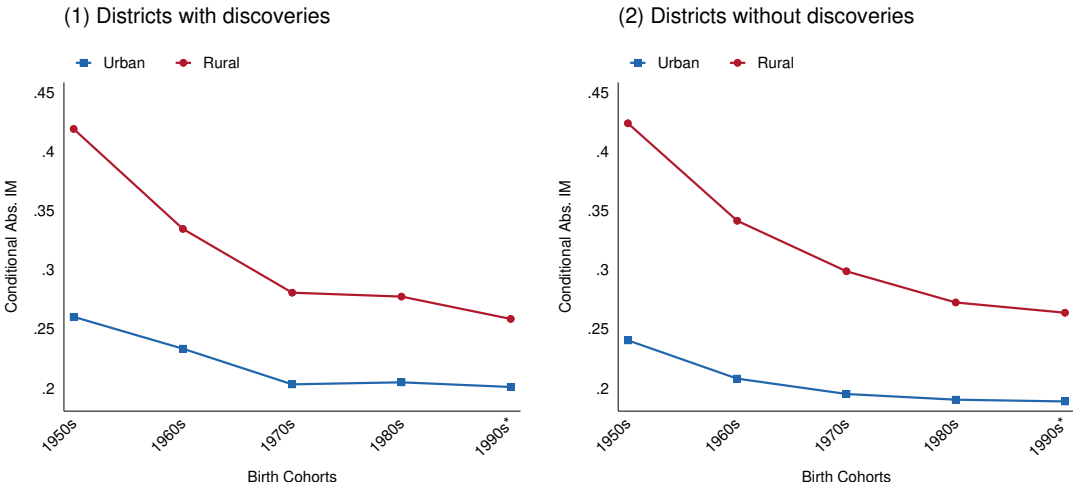 (1) Districts with discoveries
Urban Rural
.45
.4
.35
.3
.25
.2
Conditional Abs. IM
1950s 1960s 1970s 1980s 1990s*
Birth Cohorts
(2) Districts without discoveries
Urban Rural
.45
.4
.35
.3
.25
.2
Conditional Abs. IM
1950s 1960s 1970s 1980s 1990s*
Birth Cohorts